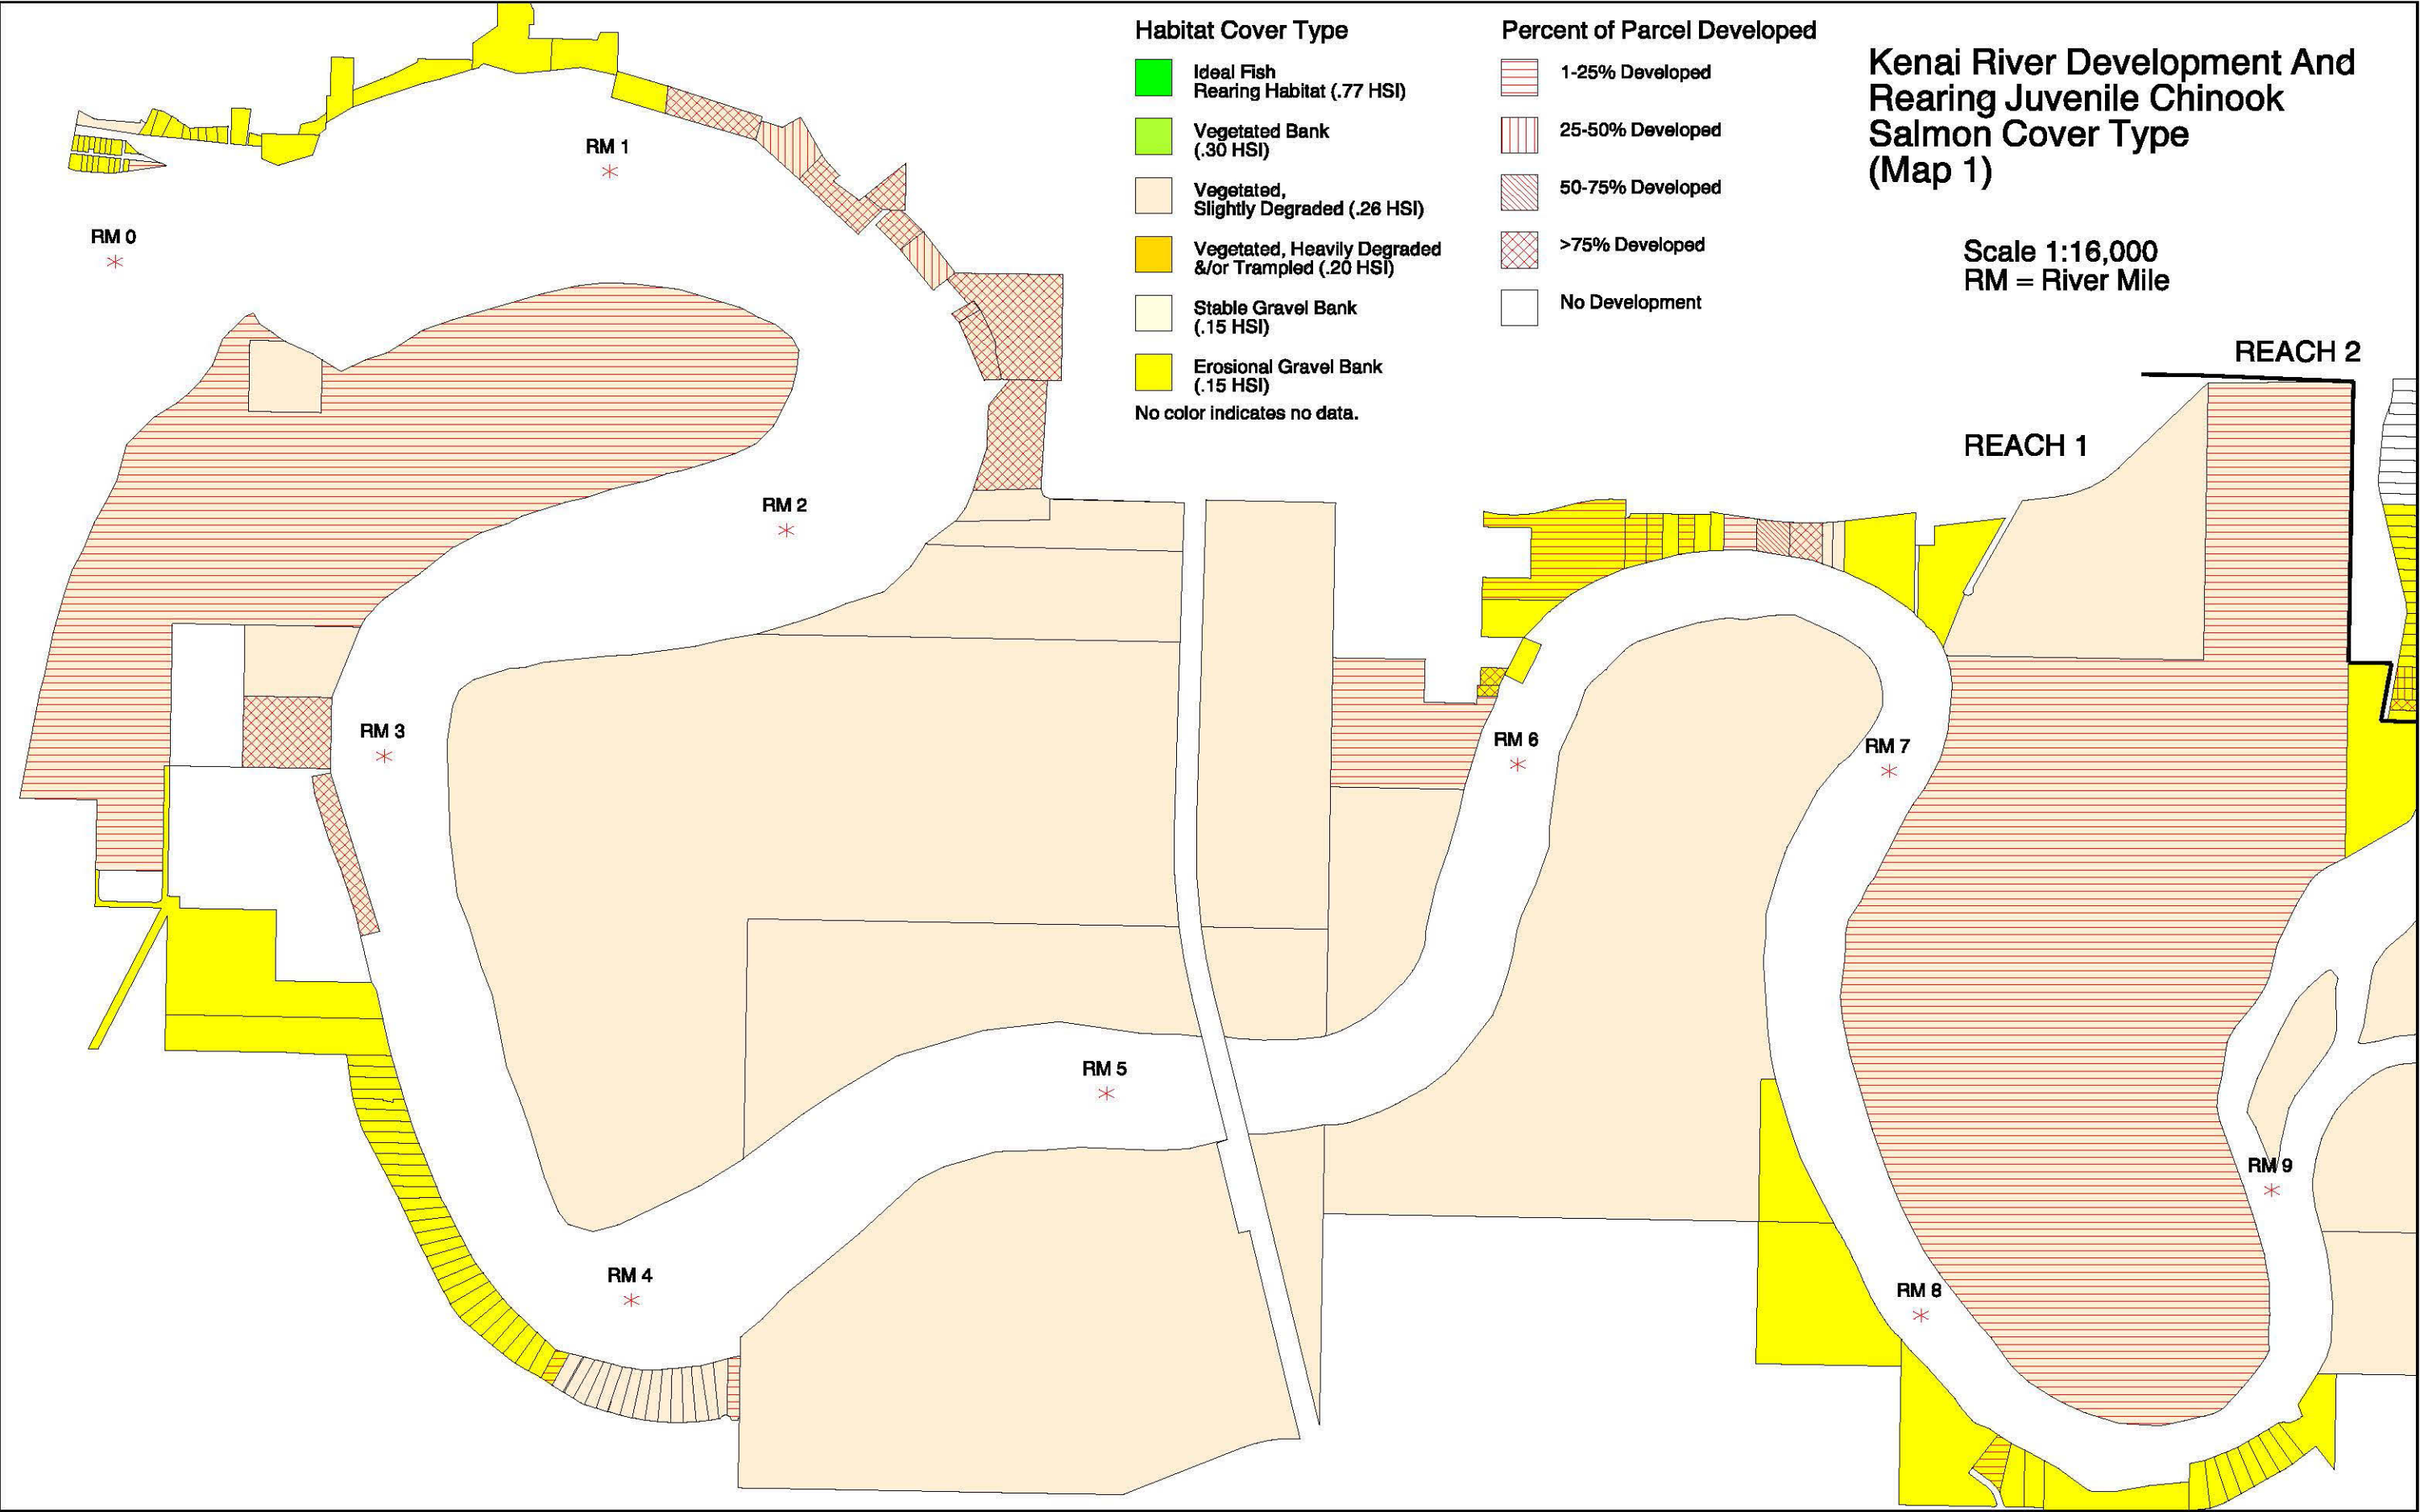 Habitat Cover Type
Ideal Fish
Rearing Habitat (.77 HSI)
Vegetated Bank
(.30 HSI)
Vegetated,
Slightly Degraded (.26 HSI)
Vegetated, Heavily Degraded
&/or Trampled (.20 HSI)
Stable Gravel Bank
(.15 HSI)
Erosional Gravel Bank
(.15 HSI)
No color indicates no data.
Percent of Parcel Developed
1-25% Developed
25-50% Developed
50-75% Developed
>75% Developed
No Development
Kenai River Development And
Rearing Juvenile Chinook
Salmon Cover Type
(Map 1)
Scale 1:16,000
RM = River Mile
REACH 2
REACH 1
RM 0
RM 1
RM 2
RM 3
RM 4
RM 5
RM 6
RM 7
RM 8
RM 9